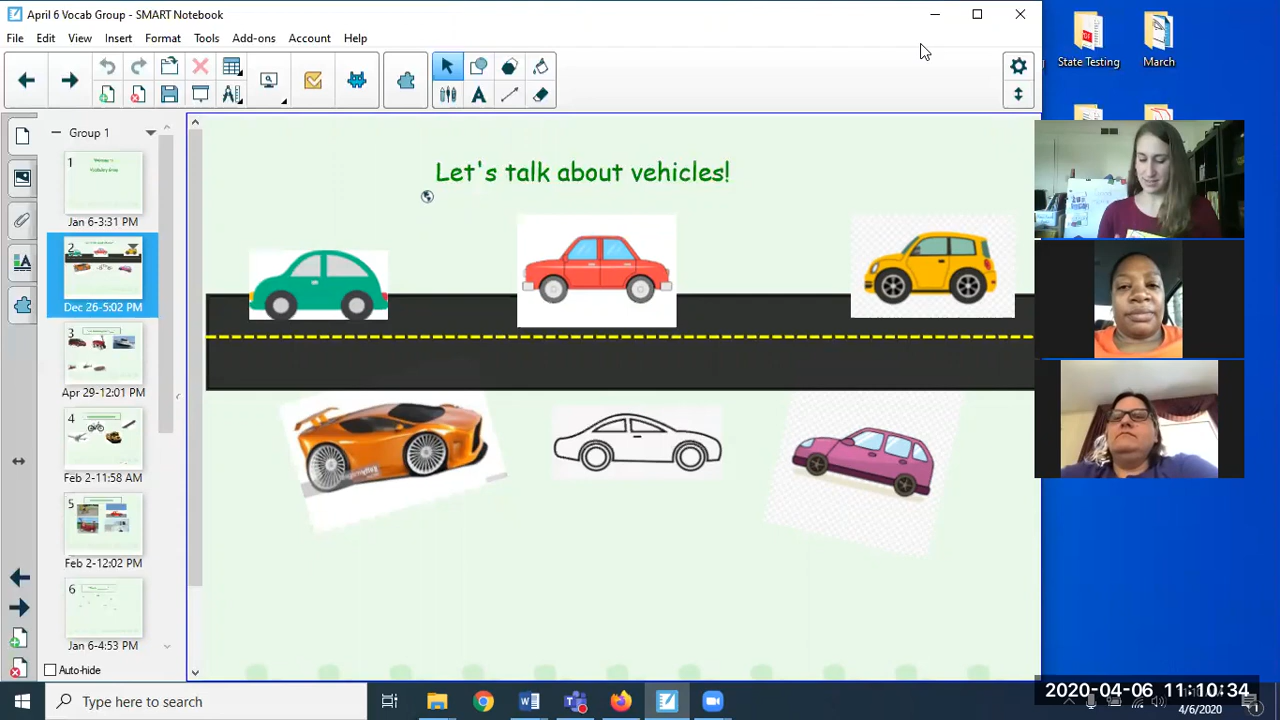 April 6 Vocab Group - SMART Notebook
File Edit View Insert Format Tools Add-ons Account Help
State Testing
March
Group 1
1
Jan 6-3:31 PM
2
Dec 26-5:02 PM
3
Apr 29-12:01 PM
4
Feb 2-11:58 AM
5
Feb 2-12:02 PM
6
Jan 6-4:53 PM
Auto-hide
Let's talk about vehicles!
Type here to search
2020-04-06 11:10:34
4/6/2020